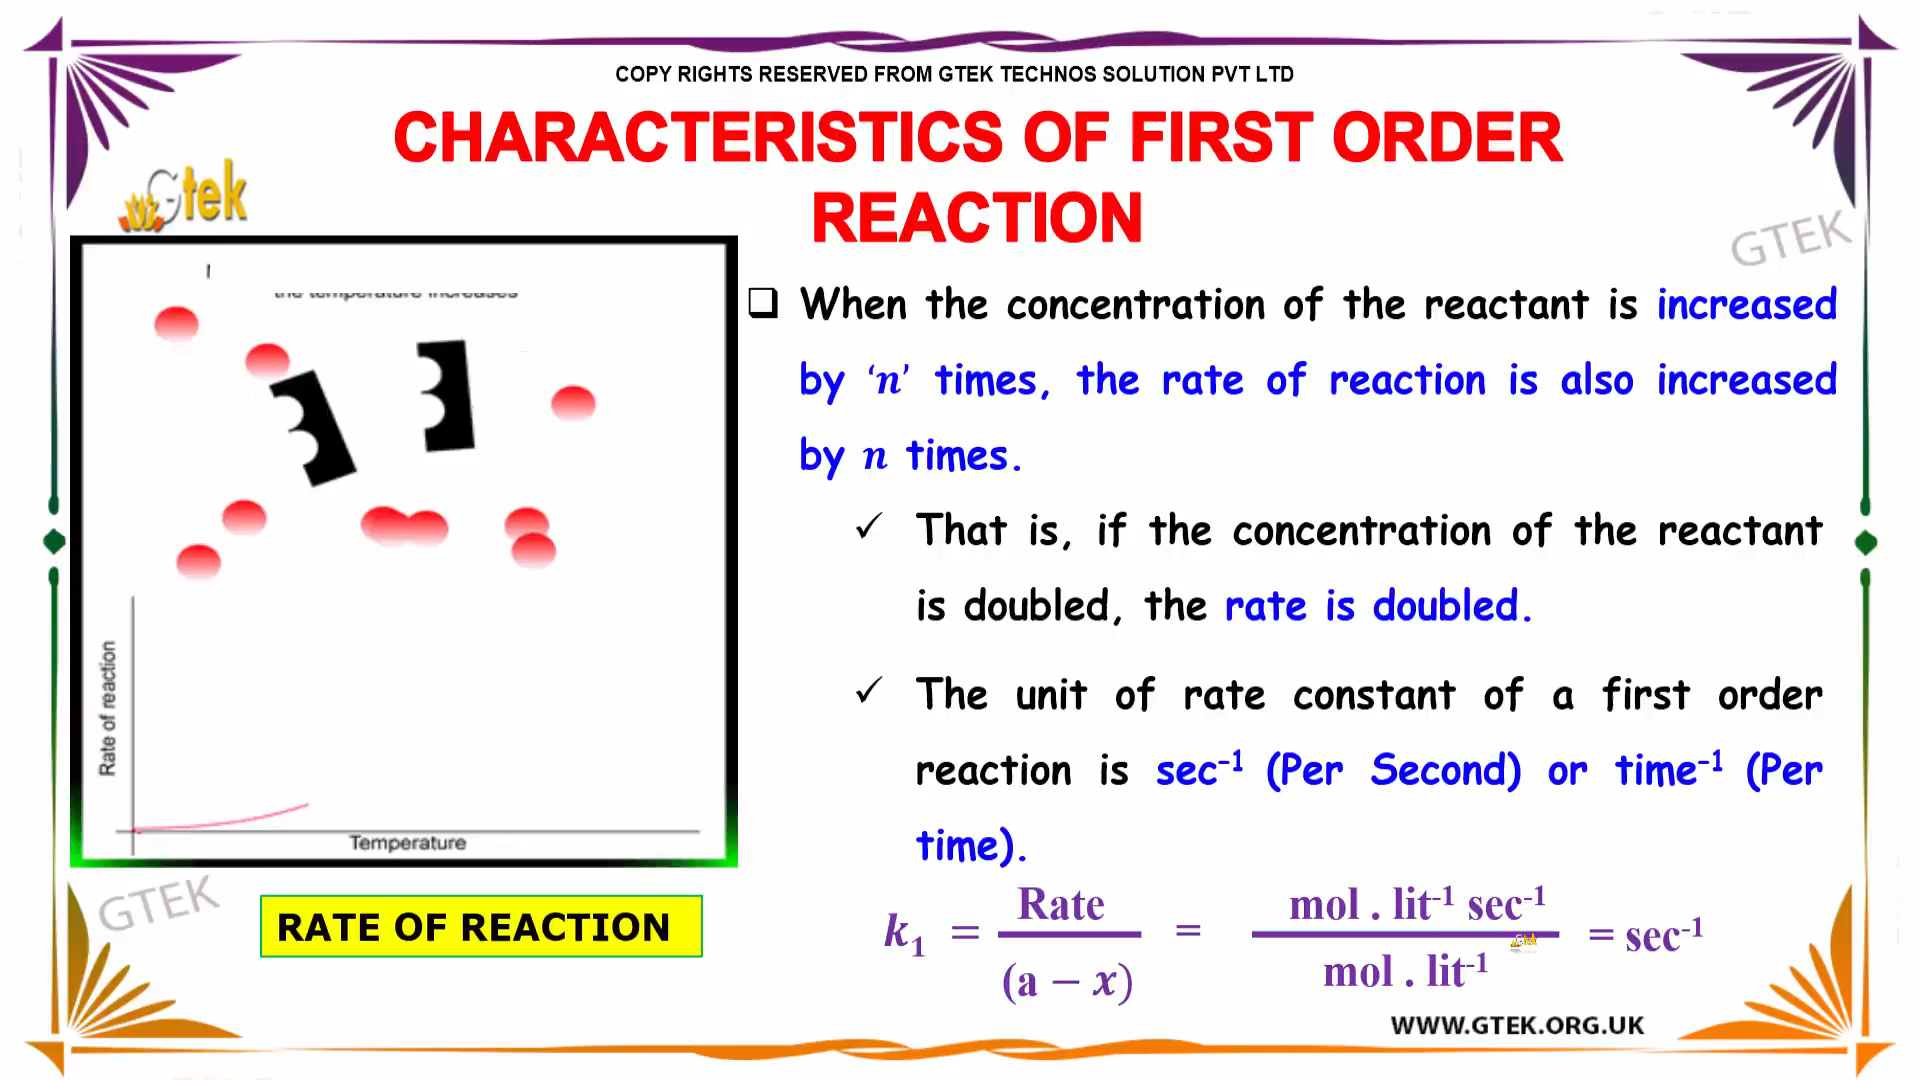 COPY RIGHTS RESERVED FROM GTEK TECHNOS SOLUTION PVT LTD
CHARACTERISTICS OF FIRST ORDER
REACTION
Gtek
GTEK
the temperature increases
❑ When the concentration of the reactant is increased
by ‘n’ times, the rate of reaction is also increased
by n times.
✓ That is, if the concentration of the reactant
is doubled, the rate is doubled.
✓ The unit of rate constant of a first order
reaction is sec⁻¹ (Per Second) or time⁻¹ (Per
time).
Rate of reaction
Temperature
GTEK
RATE OF REACTION
k₁ = Rate / (a − x) = mol . lit⁻¹ sec⁻¹ / mol . lit⁻¹ = sec⁻¹
WWW.GTEK.ORG.UK